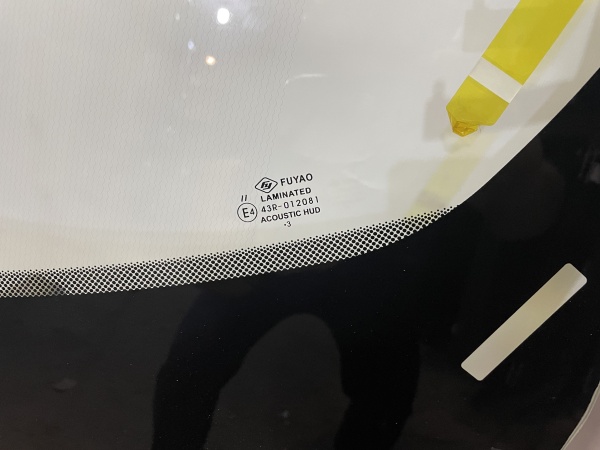 FUYAO
LAMINATED
II
E4 43R-012081
ACOUSTIC HUD
-3